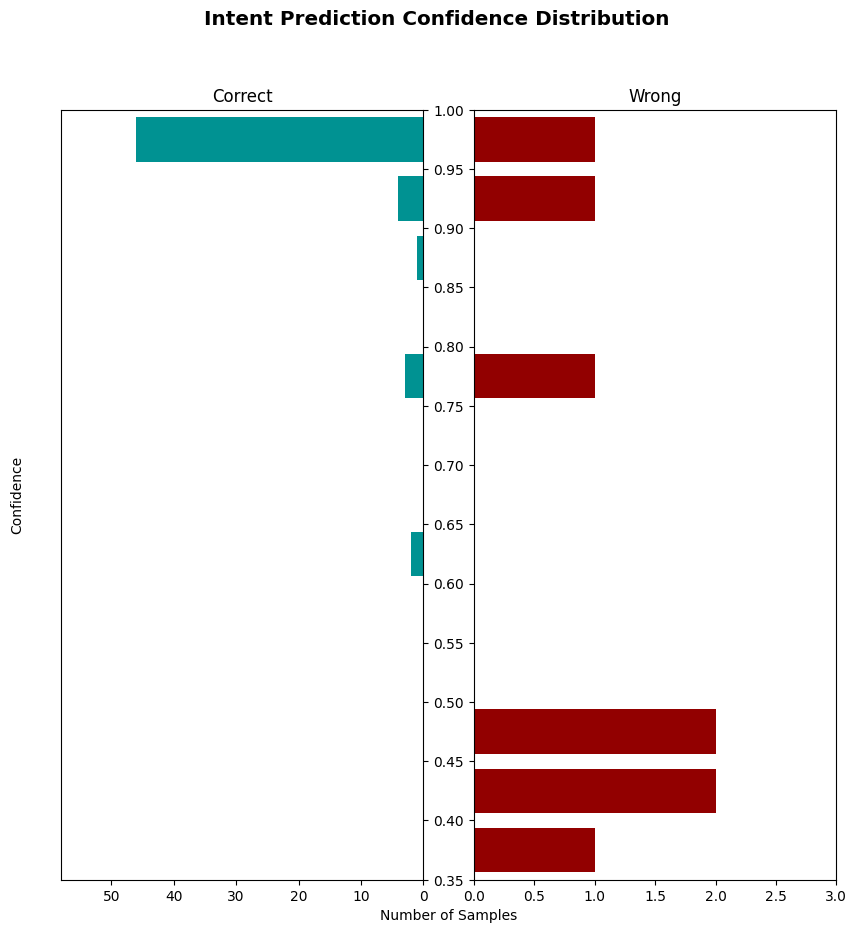 Intent Prediction Confidence Distribution
Correct
Wrong
1.00
0.95
0.90
0.85
0.80
0.75
0.70
0.65
0.60
0.55
0.50
0.45
0.40
0.35
Confidence
50 40 30 20 10 0
0.0 0.5 1.0 1.5 2.0 2.5 3.0
Number of Samples